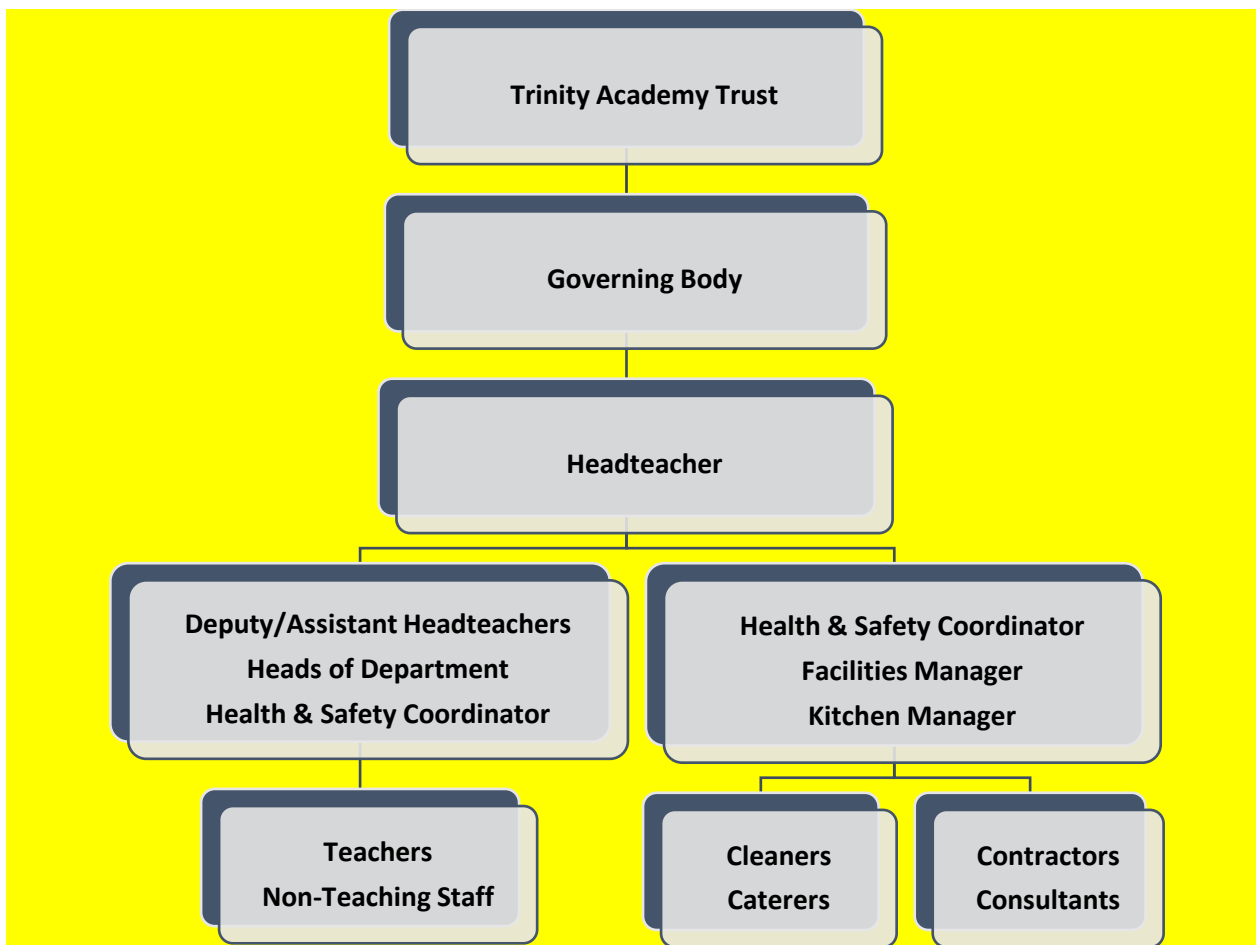 Trinity Academy Trust
Governing Body
Headteacher
Deputy/Assistant Headteachers
Heads of Department
Health & Safety Coordinator
Health & Safety Coordinator
Facilities Manager
Kitchen Manager
Teachers
Non-Teaching Staff
Cleaners
Caterers
Contractors
Consultants